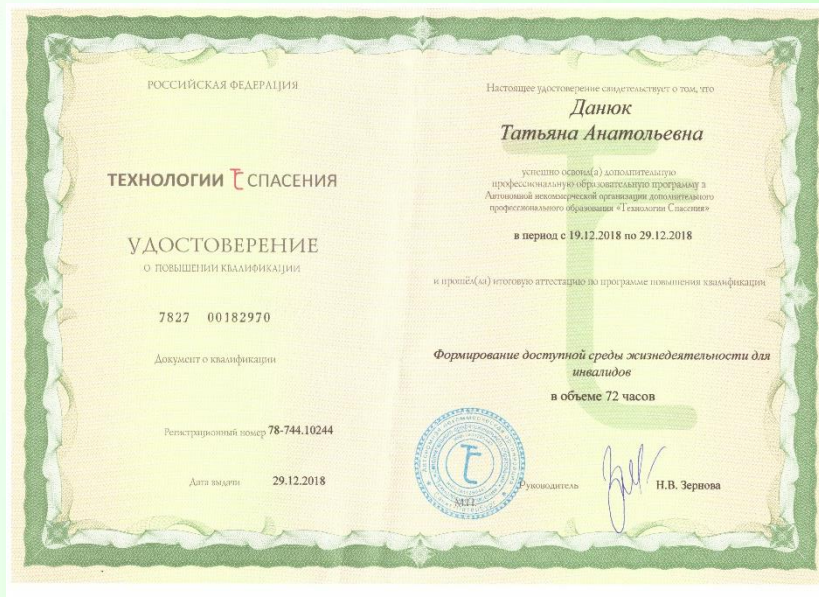 РОССИЙСКАЯ ФЕДЕРАЦИЯ
ТЕХНОЛОГИИ СПАСЕНИЯ
УДОСТОВЕРЕНИЕ
О ПОВЫШЕНИИ КВАЛИФИКАЦИИ
7827 00182970
Документ о квалификации
Регистрационный номер 78-744.10244
Дата выдачи 29.12.2018
Настоящее удостоверение свидетельствует о том, что
Данюк
Татьяна Анатольевна
успешно освоил(а) дополнительную
профессиональную образовательную программу в
Автономной некоммерческой организации дополнительного
профессионального образования «Технологии Спасения»
в период с 19.12.2018 по 29.12.2018
и прошёл(ла) итоговую аттестацию по программе повышения квалификации
Формирование доступной среды жизнедеятельности для
инвалидов
в объеме 72 часов
М.П.
Руководитель
Н.В. Зернова